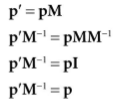 p′ = pM
p′M⁻¹ = pMM⁻¹
p′M⁻¹ = pI
p′M⁻¹ = p